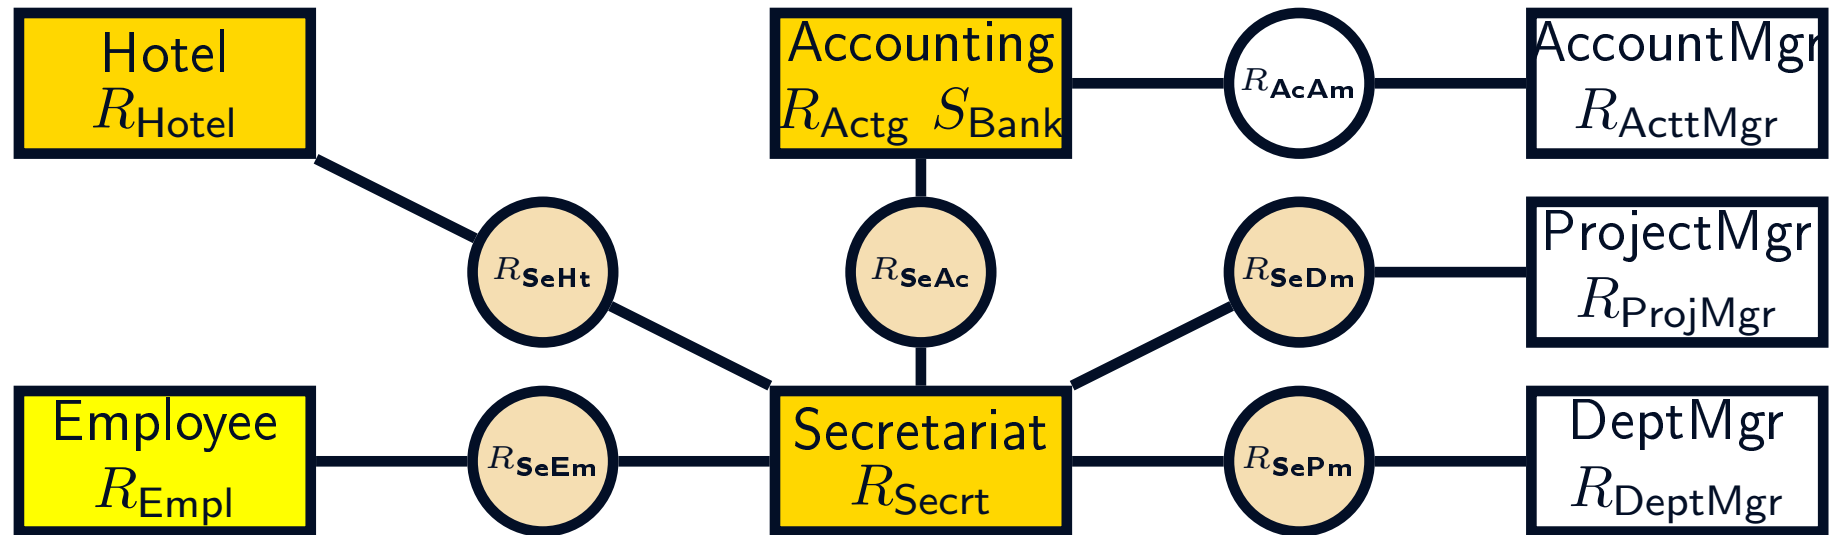 Hotel
R_Hotel
Accounting
R_Actg S_Bank
R_AcAm
AccountMgr
R_ActtMgr
R_SeHt
R_SeAc
R_SeDm
ProjectMgr
R_ProjMgr
Employee
R_Empl
R_SeEm
Secretariat
R_Secrt
R_SePm
DeptMgr
R_DeptMgr